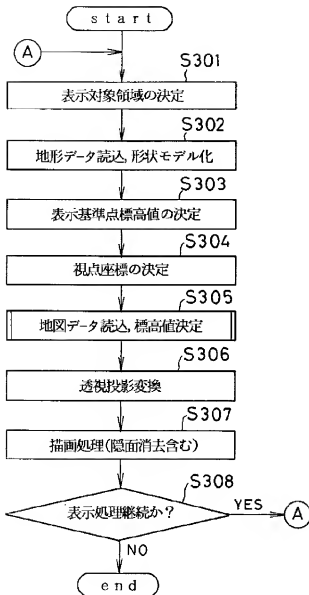 start
A
S301
表示対象領域の決定
S302
地形データ読込,形状モデル化
S303
表示基準点標高値の決定
S304
視点座標の決定
S305
地図データ読込,標高値決定
S306
透視投影変換
S307
描画処理(隠面消去含む)
S308
表示処理継続か?
YES
A
NO
end